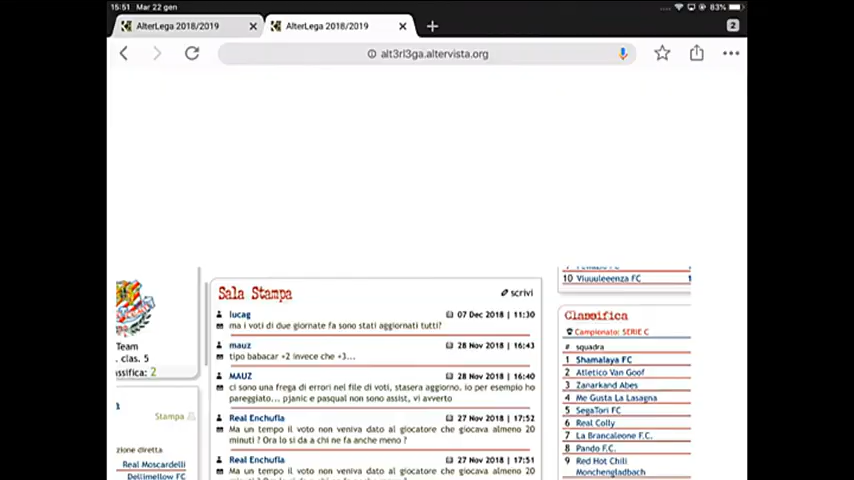 15:51 Mar 22 gen
83%
AlterLega 2018/2019
AlterLega 2018/2019
2
alt3rl3ga.altervista.org
Team
. clas. 5
ssifica: 2
Stampa
zione diretta
Real Moscardelli
Dellimellow FC
Sala Stampa
scrivi
lucag 07 Dec 2018 | 11:30
ma i voti di due giornate fa sono stati aggiornati tutti?
mauz 28 Nov 2018 | 16:43
tipo babacar +2 invece che +3...
MAUZ 28 Nov 2018 | 16:40
ci sono una frega di errori nel file di voti, stasera aggiorno. io per esempio ho
pareggiato... pjanic e pasqual non sono assist, vi avverto
Real Enchufla 27 Nov 2018 | 17:52
Ma un tempo il voto non veniva dato al giocatore che giocava almeno 20
minuti ? Ora lo si da a chi ne fa anche meno ?
Real Enchufla 27 Nov 2018 | 17:51
Ma un tempo il voto non veniva dato al giocatore che giocava almeno 20
10 Viuuuleeenza FC
Classifica
Campionato: SERIE C
# squadra
1 Shamalaya FC
2 Atletico Van Goof
3 Zanarkand Abes
4 Me Gusta La Lasagna
5 SegaTori FC
6 Real Colly
7 La Brancaleone F.C.
8 Pando F.C.
9 Red Hot Chili
Monchengladbach